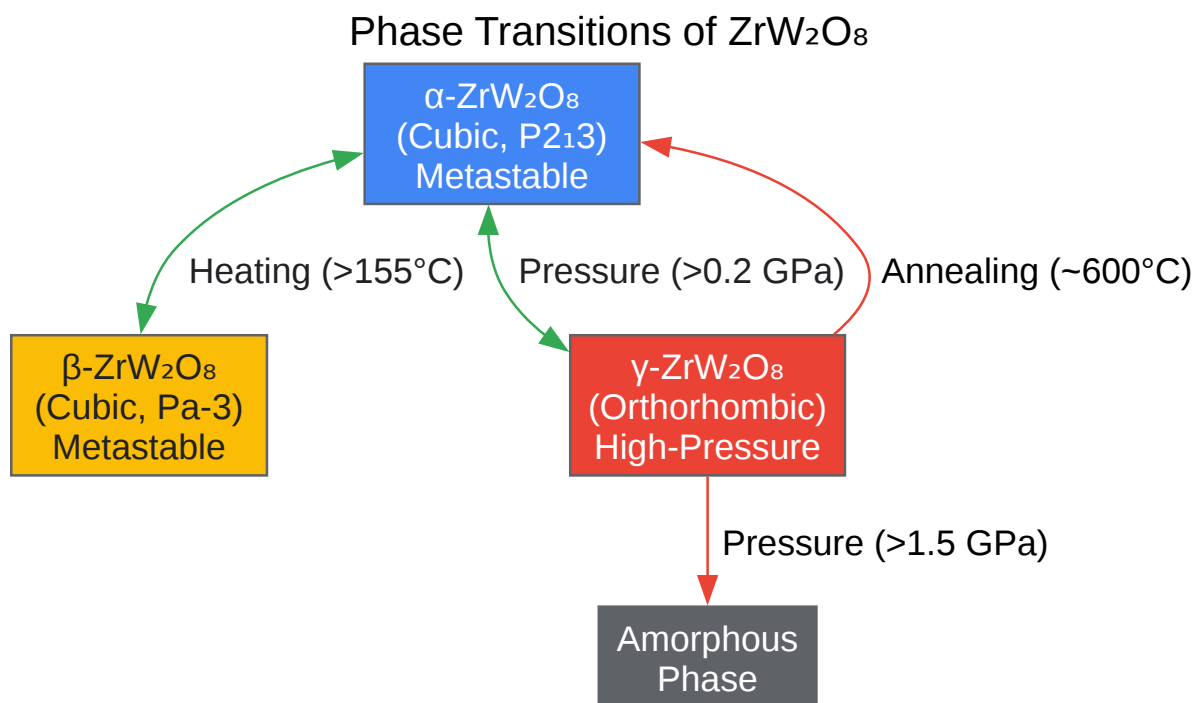 Phase Transitions of ZrW₂O₈
α-ZrW₂O₈
(Cubic, P2₁3)
Metastable
Heating (>155°C)
Pressure (>0.2 GPa)
Annealing (~600°C)
β-ZrW₂O₈
(Cubic, Pa-3)
Metastable
γ-ZrW₂O₈
(Orthorhombic)
High-Pressure
Pressure (>1.5 GPa)
Amorphous
Phase